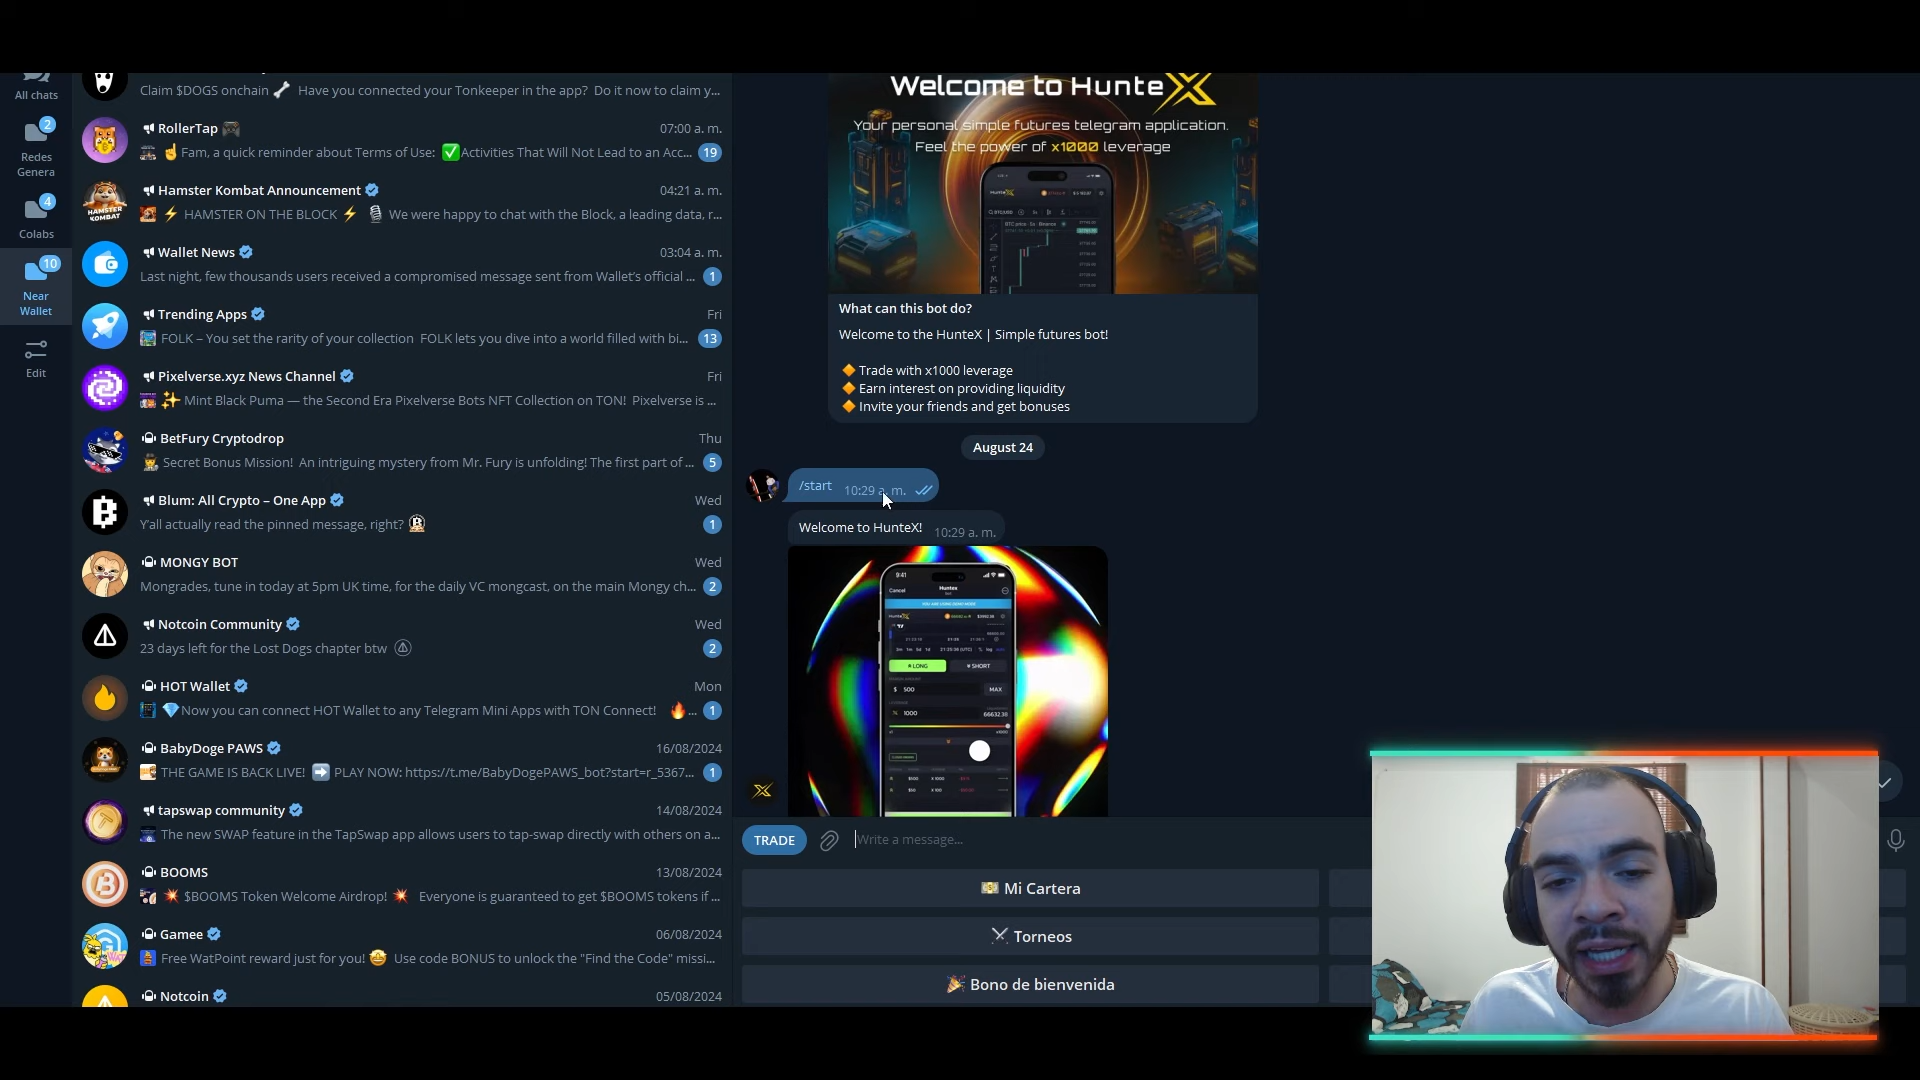 All chats
2
Redes
Genera
4
Colabs
10
Near
Wallet
Edit
Claim $DOGS onchain Have you connected your Tonkeeper in the app? Do it now to claim y...
RollerTap 07:00 a. m.
Fam, a quick reminder about Terms of Use: Activities That Will Not Lead to an Acc... 19
Hamster Kombat Announcement 04:21 a. m.
HAMSTER ON THE BLOCK We were happy to chat with the Block, a leading data, r...
Wallet News 03:04 a. m.
Last night, few thousands users received a compromised message sent from Wallet's official ... 1
Trending Apps Fri
FOLK – You set the rarity of your collection FOLK lets you dive into a world filled with bi... 13
Pixelverse.xyz News Channel Fri
Mint Black Puma — the Second Era Pixelverse Bots NFT Collection on TON! Pixelverse is ...
BetFury Cryptodrop Thu
Secret Bonus Mission! An intriguing mystery from Mr. Fury is unfolding! The first part of ... 5
Blum: All Crypto – One App Wed
Y'all actually read the pinned message, right? 1
MONGY BOT Wed
Mongrades, tune in today at 5pm UK time, for the daily VC mongcast, on the main Mongy ch... 2
Notcoin Community Wed
23 days left for the Lost Dogs chapter btw 2
HOT Wallet Mon
Now you can connect HOT Wallet to any Telegram Mini Apps with TON Connect! ... 1
BabyDoge PAWS 16/08/2024
THE GAME IS BACK LIVE! PLAY NOW: https://t.me/BabyDogePAWS_bot?start=r_5367... 1
tapswap community 14/08/2024
The new SWAP feature in the TapSwap app allows users to tap-swap directly with others on a...
BOOMS 13/08/2024
$BOOMS Token Welcome Airdrop! Everyone is guaranteed to get $BOOMS tokens if ...
Gamee 06/08/2024
Free WatPoint reward just for you! Use code BONUS to unlock the "Find the Code" missi...
Notcoin 05/08/2024
HAMSTER
KOMBAT
Welcome to HunteX
Your personal simple futures telegram application.
Feel the power of x1000 leverage
What can this bot do?
Welcome to the HunteX | Simple futures bot!
Trade with x1000 leverage
Earn interest on providing liquidity
Invite your friends and get bonuses
August 24
/start 10:29 a. m.
Welcome to HunteX! 10:29 a. m.
9:41
Cancel Huntex
LONG SHORT
$ 500 MAX
% 1000
TRADE Write a message...
Mi Cartera
Torneos
Bono de bienvenida